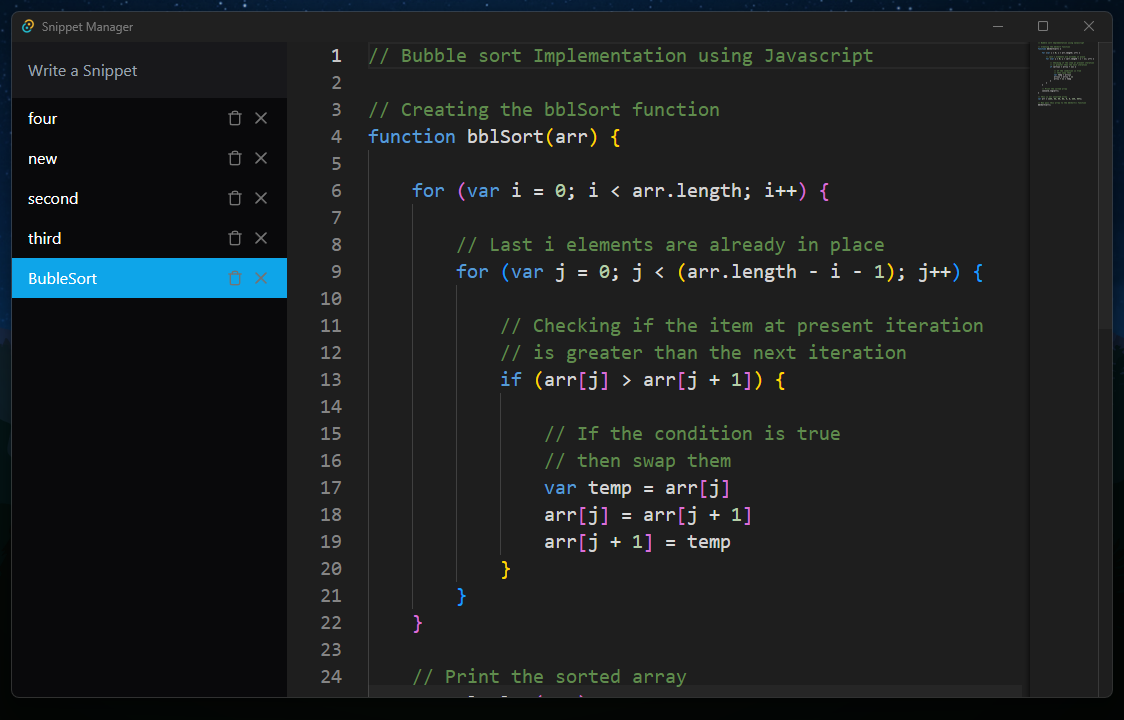 Snippet Manager
Write a Snippet
four
new
second
third
BubleSort
1 // Bubble sort Implementation using Javascript
2
3 // Creating the bblSort function
4 function bblSort(arr) {
5
6 for (var i = 0; i < arr.length; i++) {
7
8 // Last i elements are already in place
9 for (var j = 0; j < (arr.length - i - 1); j++) {
10
11 // Checking if the item at present iteration
12 // is greater than the next iteration
13 if (arr[j] > arr[j + 1]) {
14
15 // If the condition is true
16 // then swap them
17 var temp = arr[j]
18 arr[j] = arr[j + 1]
19 arr[j + 1] = temp
20 }
21 }
22 }
23
24 // Print the sorted array